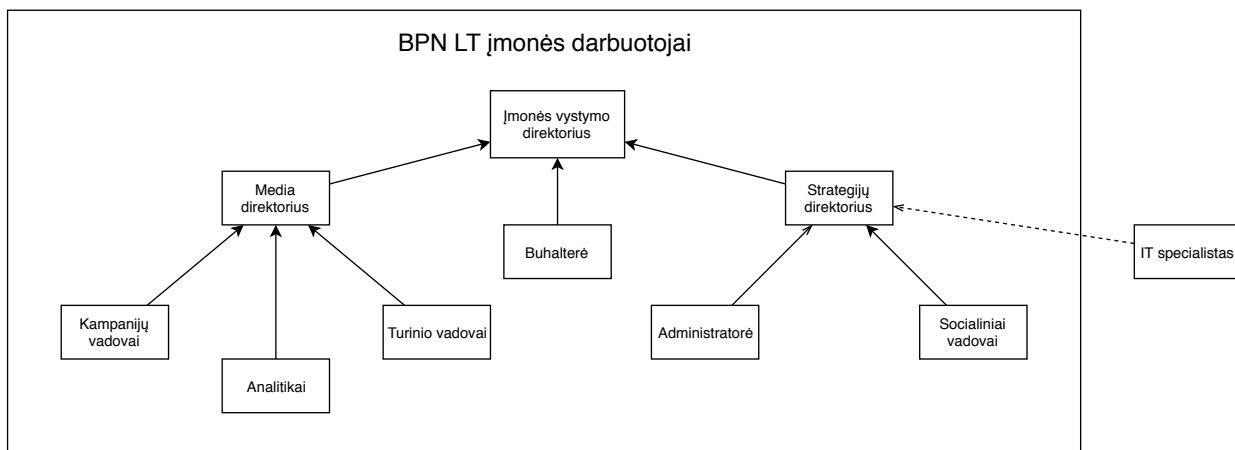 BPN LT įmonės darbuotojai
Įmonės vystymo
direktorius
Media
direktorius
Strategijų
direktorius
Buhalterė
IT specialistas
Kampanijų
vadovai
Turinio vadovai
Administratorė
Socialiniai
vadovai
Analitikai